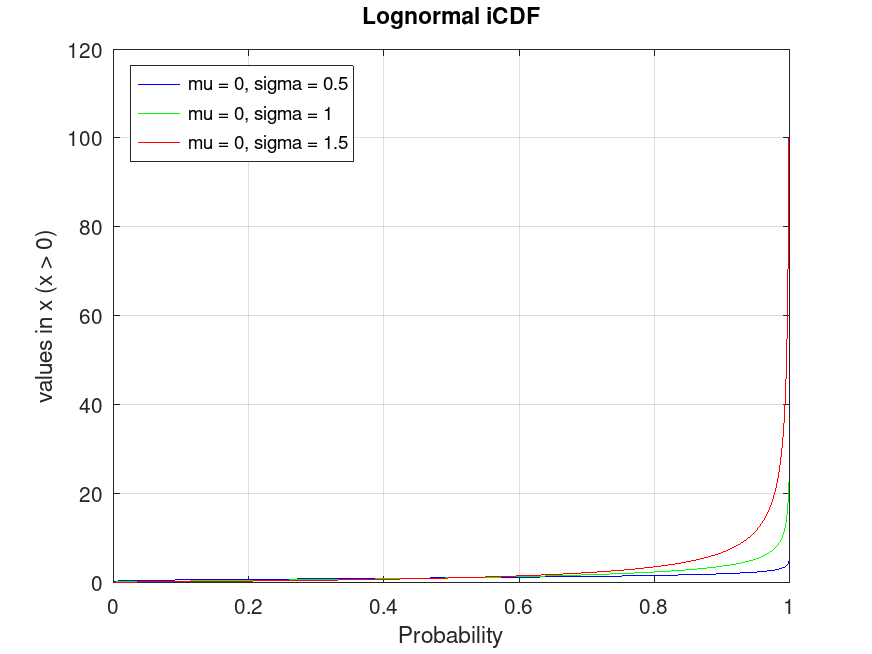 Lognormal iCDF
120
100
80
60
40
20
0
values in x (x > 0)
mu = 0, sigma = 0.5
mu = 0, sigma = 1
mu = 0, sigma = 1.5
0 0.2 0.4 0.6 0.8 1
Probability